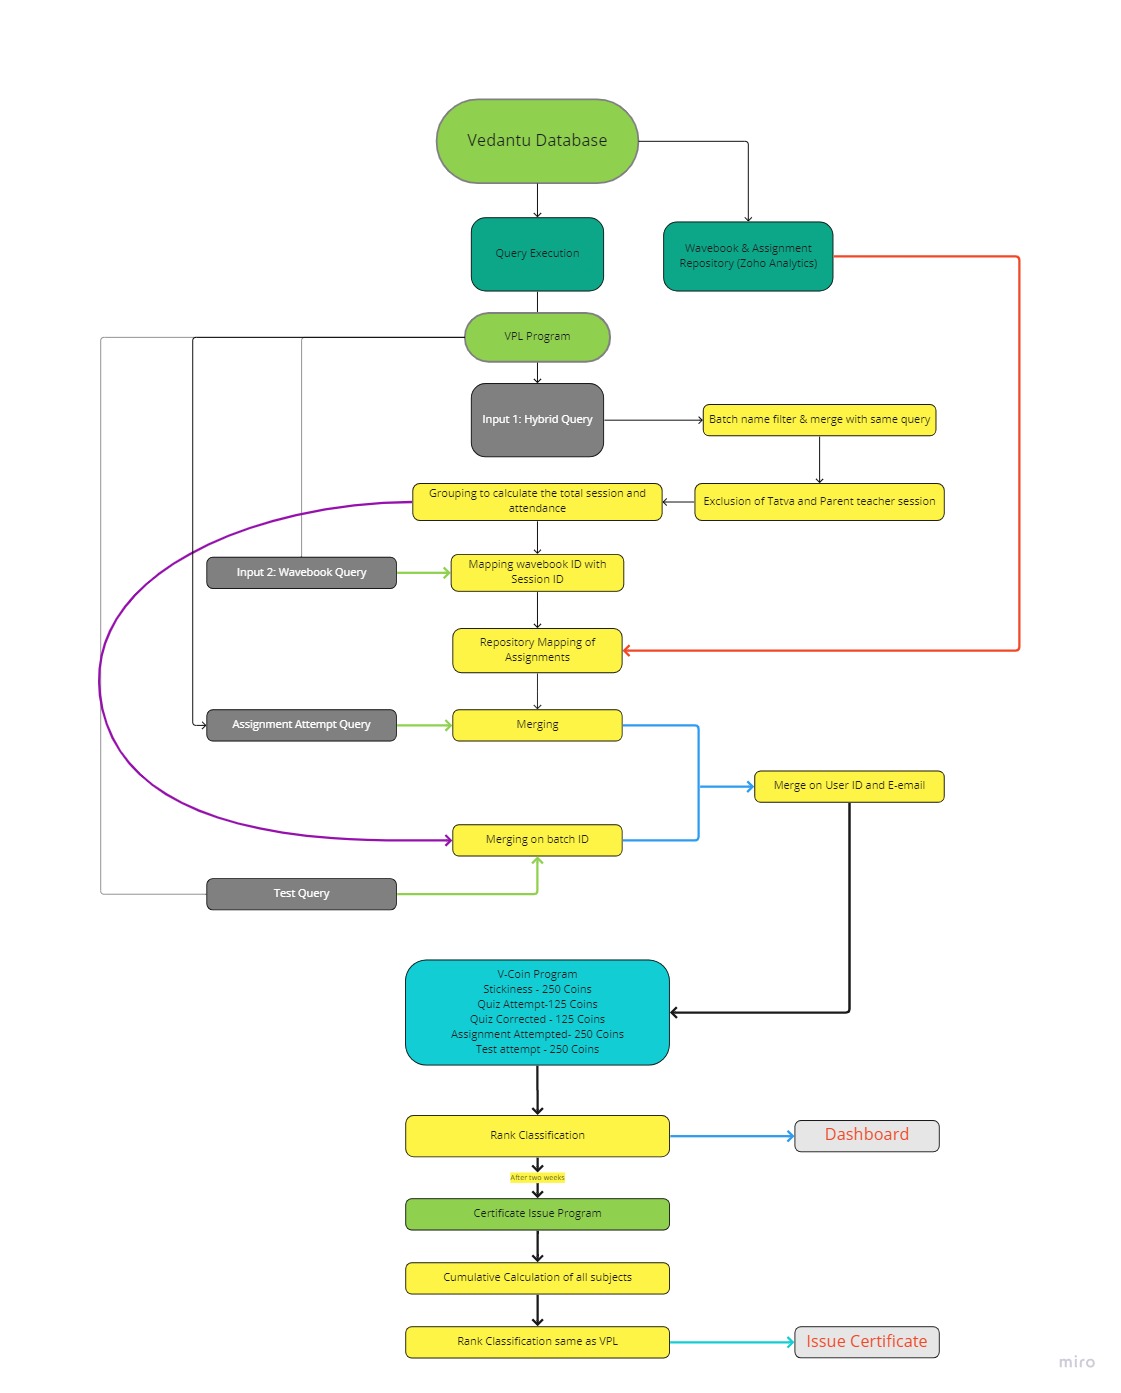 Vedantu Database
Query Execution
Wavebook & Assignment
Repository (Zoho Analytics)
VPL Program
Input 1: Hybrid Query
Batch name filter & merge with same query
Grouping to calculate the total session and
attendance
Exclusion of Tatva and Parent teacher session
Input 2: Wavebook Query
Mapping wavebook ID with
Session ID
Repository Mapping of
Assignments
Assignment Attempt Query
Merging
Merge on User ID and E-email
Merging on batch ID
Test Query
V-Coin Program
Stickiness - 250 Coins
Quiz Attempt-125 Coins
Quiz Corrected - 125 Coins
Assignment Attempted- 250 Coins
Test attempt - 250 Coins
Rank Classification
Dashboard
After two weeks
Certificate Issue Program
Cumulative Calculation of all subjects
Rank Classification same as VPL
Issue Certificate
miro